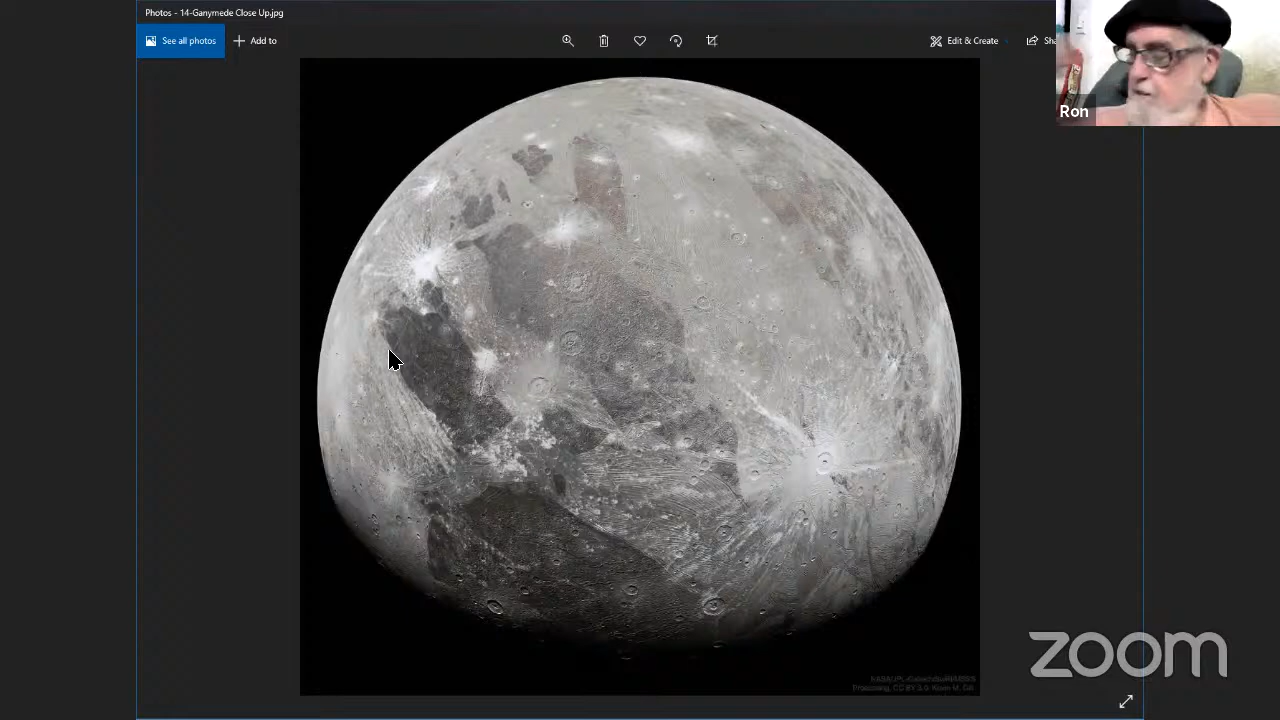 Photos - 14-Ganymede Close Up.jpg
See all photos
Add to
Edit & Create
Ron
zoom